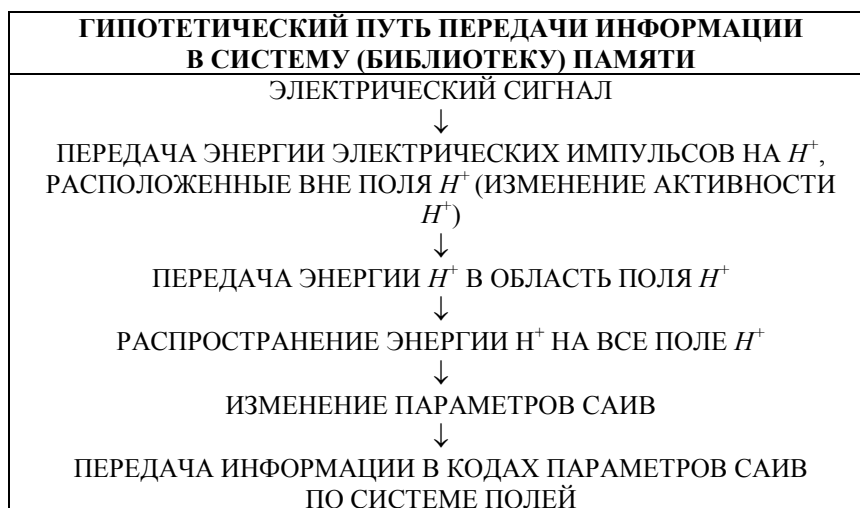 ГИПОТЕТИЧЕСКИЙ ПУТЬ ПЕРЕДАЧИ ИНФОРМАЦИИ
В СИСТЕМУ (БИБЛИОТЕКУ) ПАМЯТИ
ЭЛЕКТРИЧЕСКИЙ СИГНАЛ
↓
ПЕРЕДАЧА ЭНЕРГИИ ЭЛЕКТРИЧЕСКИХ ИМПУЛЬСОВ НА H⁺,
РАСПОЛОЖЕННЫЕ ВНЕ ПОЛЯ H⁺ (ИЗМЕНЕНИЕ АКТИВНОСТИ
H⁺)
↓
ПЕРЕДАЧА ЭНЕРГИИ H⁺ В ОБЛАСТЬ ПОЛЯ H⁺
↓
РАСПРОСТРАНЕНИЕ ЭНЕРГИИ H⁺ НА ВСЕ ПОЛЕ H⁺
↓
ИЗМЕНЕНИЕ ПАРАМЕТРОВ САИВ
↓
ПЕРЕДАЧА ИНФОРМАЦИИ В КОДАХ ПАРАМЕТРОВ САИВ
ПО СИСТЕМЕ ПОЛЕЙ